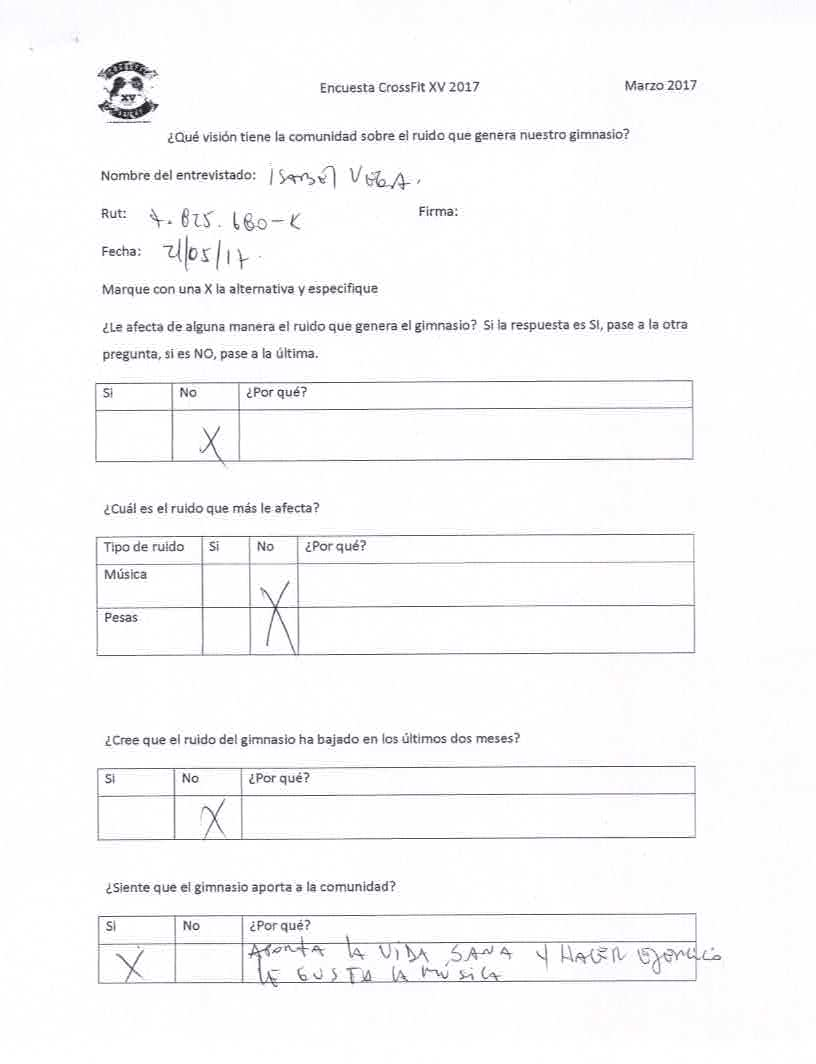 CROSSFIT
XV
Encuesta CrossFit XV 2017 Marzo 2017
¿Qué visión tiene la comunidad sobre el ruido que genera nuestro gimnasio?
Nombre del entrevistado: ISABEl VEGA.
Rut: 7.825.680-K Firma:
Fecha: 21/05/17.
Marque con una X la alternativa y especifique
¿Le afecta de alguna manera el ruido que genera el gimnasio? Si la respuesta es SI, pase a la otra
pregunta, si es NO, pase a la última.
Si No ¿Por qué?
X
¿Cuál es el ruido que más le afecta?
Tipo de ruido Si No ¿Por qué?
Música
X
Pesas
¿Cree que el ruido del gimnasio ha bajado en los últimos dos meses?
Si No ¿Por qué?
X
¿Siente que el gimnasio aporta a la comunidad?
Si No ¿Por qué?
X APORTA LA VIDA SANA Y HACER EJERCICIO
LE GUSTA LA MÚSICA